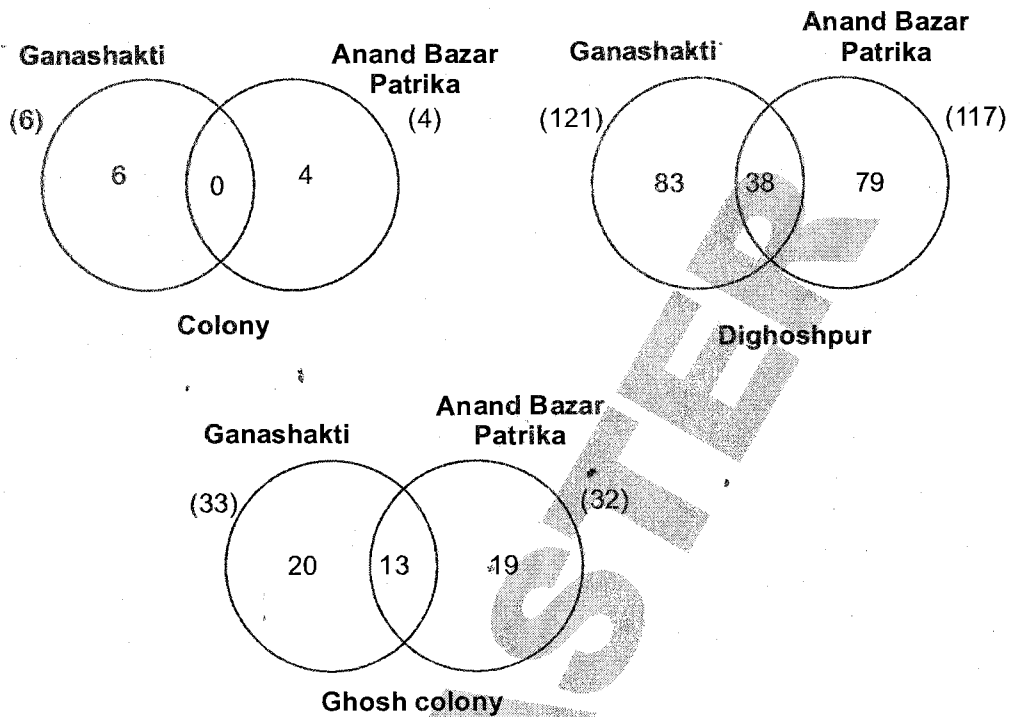 Ganashakti
Anand Bazar
Patrika
(6)
(4)
6
0
4
Colony
Ganashakti
Anand Bazar
Patrika
(121)
(117)
83
38
79
Dighoshpur
Ganashakti
Anand Bazar
Patrika
(33)
(32)
20
13
19
Ghosh colony
STER